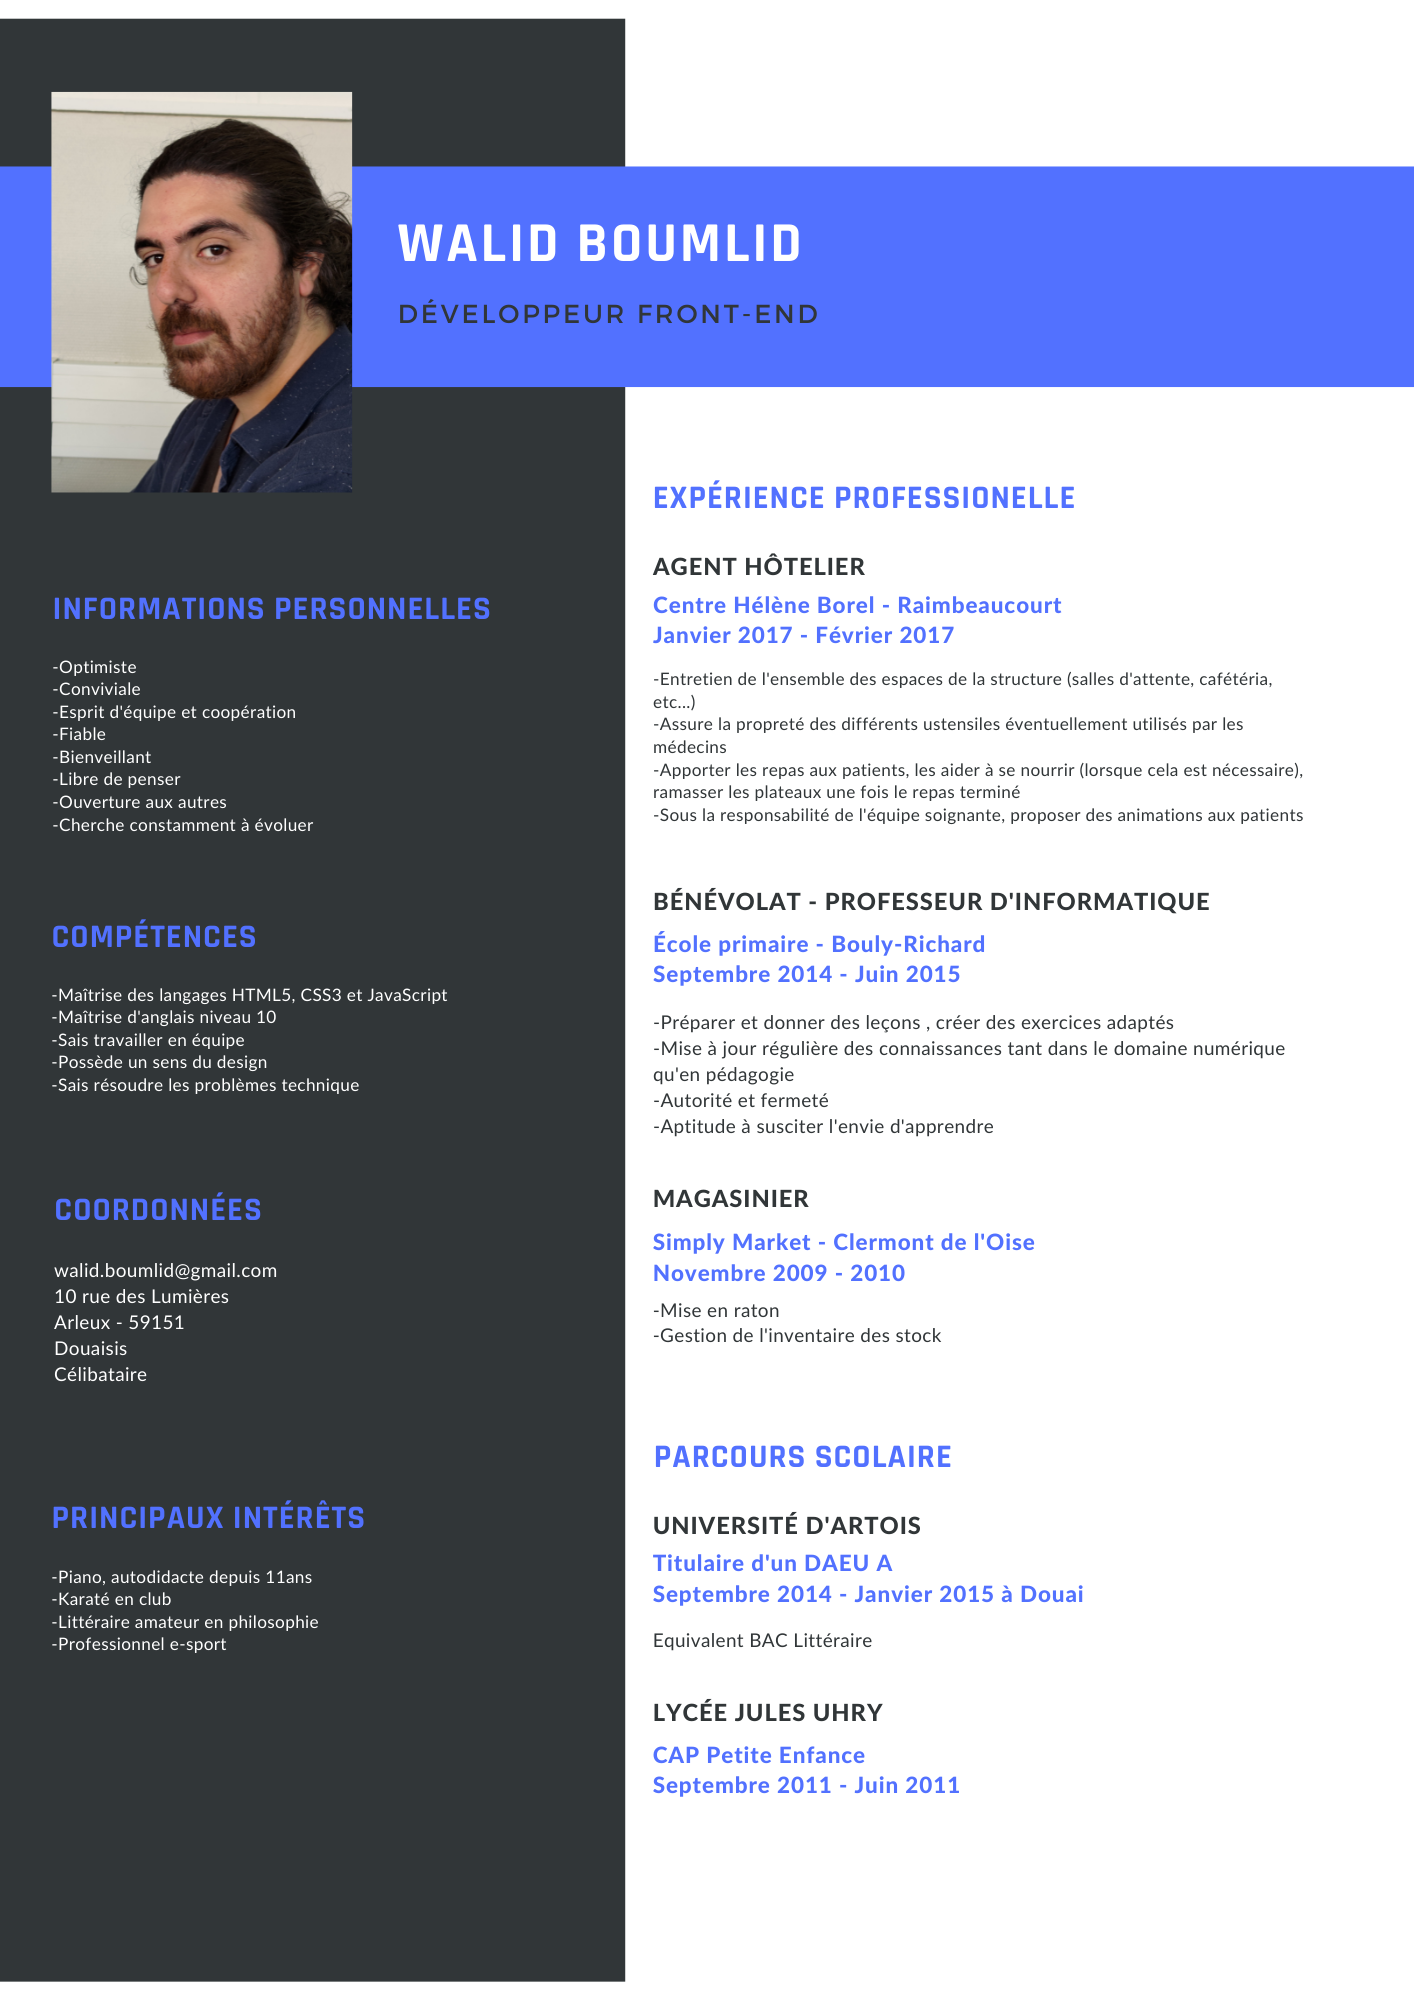 WALID BOUMLID
DÉVELOPPEUR FRONT-END
INFORMATIONS PERSONNELLES
-Optimiste
-Conviviale
-Esprit d'équipe et coopération
-Fiable
-Bienveillant
-Libre de penser
-Ouverture aux autres
-Cherche constamment à évoluer
COMPÉTENCES
-Maîtrise des langages HTML5, CSS3 et JavaScript
-Maîtrise d'anglais niveau 10
-Sais travailler en équipe
-Possède un sens du design
-Sais résoudre les problèmes technique
COORDONNÉES
walid.boumlid@gmail.com
10 rue des Lumières
Arleux - 59151
Douaisis
Célibataire
PRINCIPAUX INTÉRÊTS
-Piano, autodidacte depuis 11ans
-Karaté en club
-Littéraire amateur en philosophie
-Professionnel e-sport
EXPÉRIENCE PROFESSIONELLE
AGENT HÔTELIER
Centre Hélène Borel - Raimbeaucourt
Janvier 2017 - Février 2017
-Entretien de l'ensemble des espaces de la structure (salles d'attente, cafétéria,
etc...)
-Assure la propreté des différents ustensiles éventuellement utilisés par les
médecins
-Apporter les repas aux patients, les aider à se nourrir (lorsque cela est nécessaire),
ramasser les plateaux une fois le repas terminé
-Sous la responsabilité de l'équipe soignante, proposer des animations aux patients
BÉNÉVOLAT - PROFESSEUR D'INFORMATIQUE
École primaire - Bouly-Richard
Septembre 2014 - Juin 2015
-Préparer et donner des leçons , créer des exercices adaptés
-Mise à jour régulière des connaissances tant dans le domaine numérique
qu'en pédagogie
-Autorité et fermeté
-Aptitude à susciter l'envie d'apprendre
MAGASINIER
Simply Market - Clermont de l'Oise
Novembre 2009 - 2010
-Mise en raton
-Gestion de l'inventaire des stock
PARCOURS SCOLAIRE
UNIVERSITÉ D'ARTOIS
Titulaire d'un DAEU A
Septembre 2014 - Janvier 2015 à Douai
Equivalent BAC Littéraire
LYCÉE JULES UHRY
CAP Petite Enfance
Septembre 2011 - Juin 2011